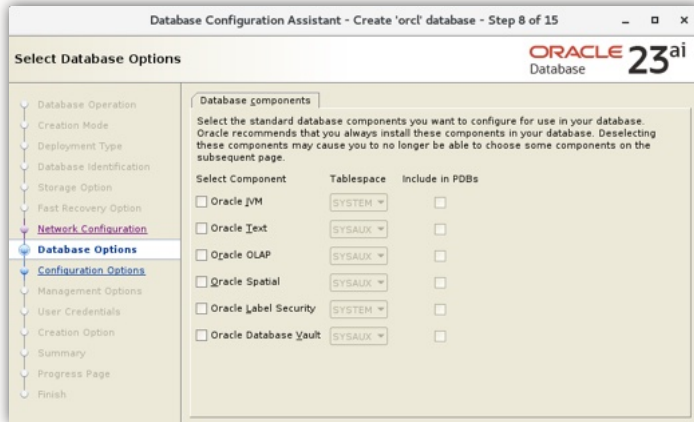 Database Configuration Assistant - Create 'orcl' database - Step 8 of 15
Select Database Options
ORACLE
Database
23ai
Database Operation
Creation Mode
Deployment Type
Database Identification
Storage Option
Fast Recovery Option
Network Configuration
Database Options
Configuration Options
Management Options
User Credentials
Creation Option
Summary
Progress Page
Finish
Database components
Select the standard database components you want to configure for use in your database.
Oracle recommends that you always install these components in your database. Deselecting
these components may cause you to no longer be able to choose some components on the
subsequent page.
Select Component Tablespace Include in PDBs
Oracle JVM SYSTEM
Oracle Text SYSAUX
Oracle OLAP SYSAUX
Oracle Spatial SYSAUX
Oracle Label Security SYSTEM
Oracle Database Vault SYSAUX